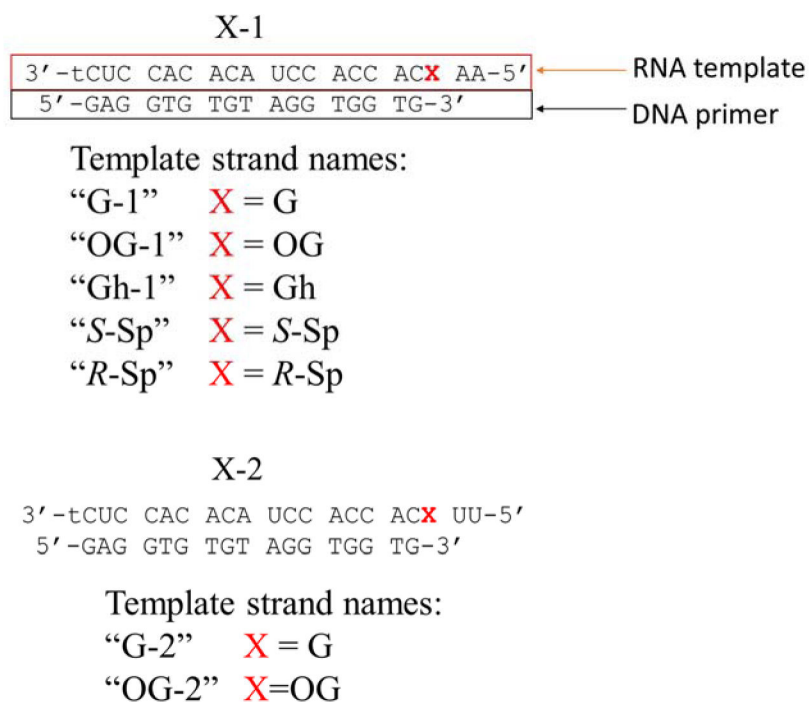 X-1
3′-tCUC CAC ACA UCC ACC ACX AA-5′
RNA template
5′-GAG GTG TGT AGG TGG TG-3′
DNA primer
Template strand names:
“G-1” X = G
“OG-1” X = OG
“Gh-1” X = Gh
“S-Sp” X = S-Sp
“R-Sp” X = R-Sp
X-2
3′-tCUC CAC ACA UCC ACC ACX UU-5′
5′-GAG GTG TGT AGG TGG TG-3′
Template strand names:
“G-2” X = G
“OG-2” X=OG